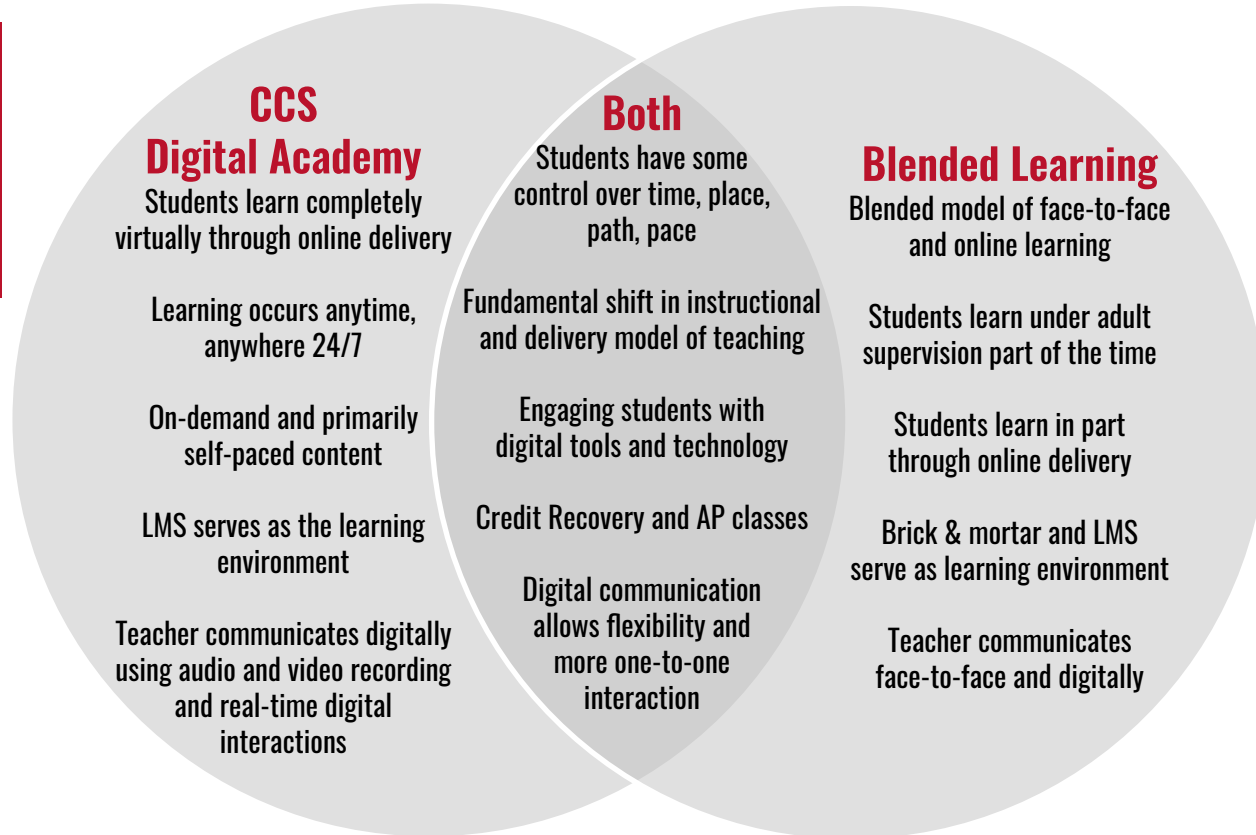 CCS
Digital Academy
Students learn completely
virtually through online delivery
Learning occurs anytime,
anywhere 24/7
On-demand and primarily
self-paced content
LMS serves as the learning
environment
Teacher communicates digitally
using audio and video recording
and real-time digital
interactions
Both
Students have some
control over time, place,
path, pace
Fundamental shift in instructional
and delivery model of teaching
Engaging students with
digital tools and technology
Credit Recovery and AP classes
Digital communication
allows flexibility and
more one-to-one
interaction
Blended Learning
Blended model of face-to-face
and online learning
Students learn under adult
supervision part of the time
Students learn in part
through online delivery
Brick & mortar and LMS
serve as learning environment
Teacher communicates
face-to-face and digitally